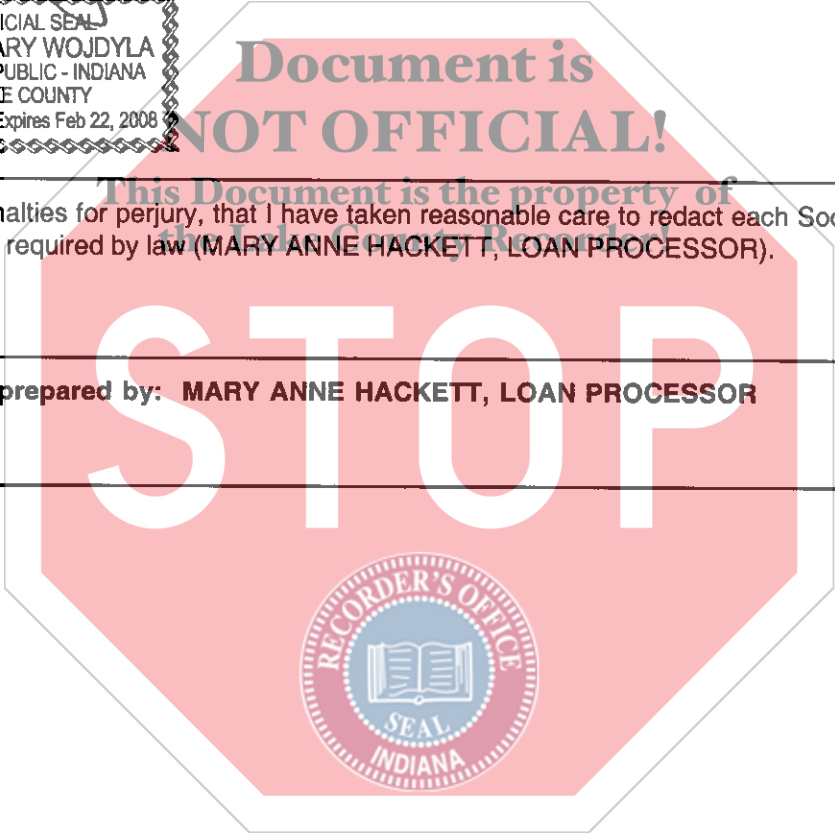 ICIAL SEAL
ARY WOJDYLA
PUBLIC - INDIANA
E COUNTY
Expires Feb 22, 2008
Document is
NOT OFFICIAL!
This Document is the property of
the Lake County Recorder!
nalties for perjury, that I have taken reasonable care to redact each Soc
required by law (MARY ANNE HACKETT, LOAN PROCESSOR).
STOP
prepared by: MARY ANNE HACKETT, LOAN PROCESSOR
RECORDER'S OFFICE
SEAL
INDIANA